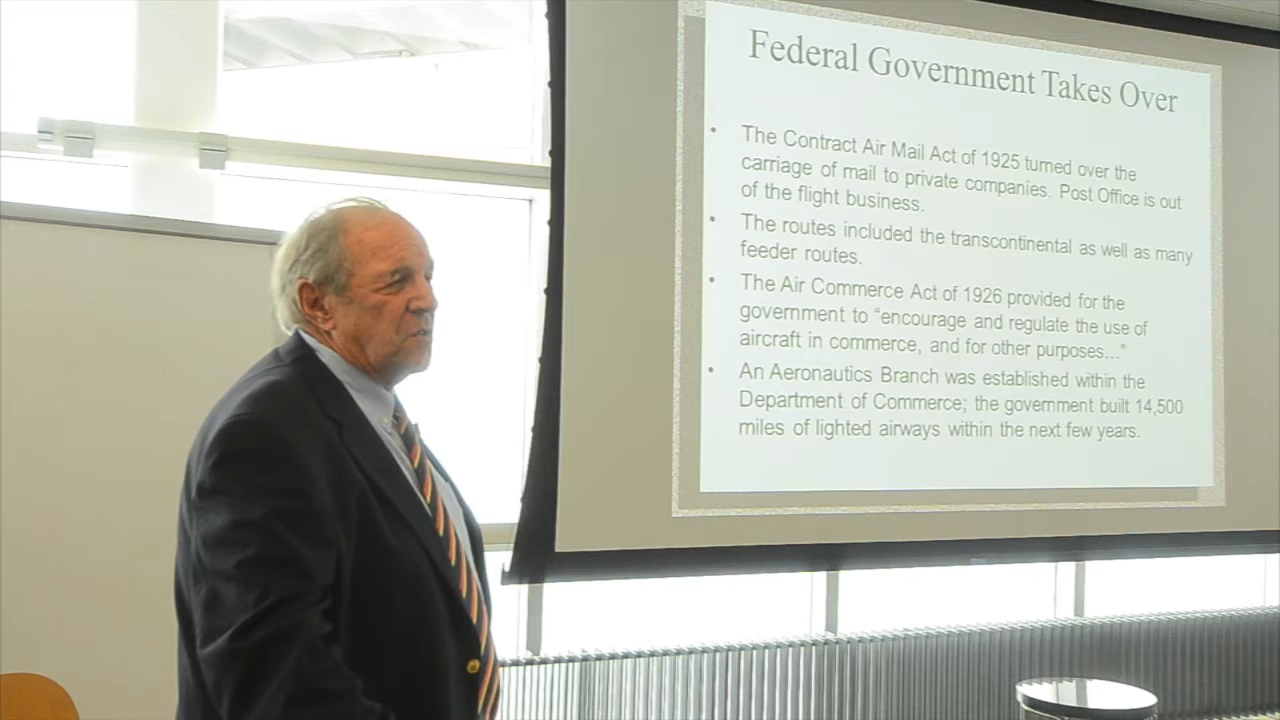 Federal Government Takes Over
• The Contract Air Mail Act of 1925 turned over the
carriage of mail to private companies. Post Office is out
of the flight business.
• The routes included the transcontinental as well as many
feeder routes.
• The Air Commerce Act of 1926 provided for the
government to “encourage and regulate the use of
aircraft in commerce, and for other purposes…”
• An Aeronautics Branch was established within the
Department of Commerce; the government built 14,500
miles of lighted airways within the next few years.